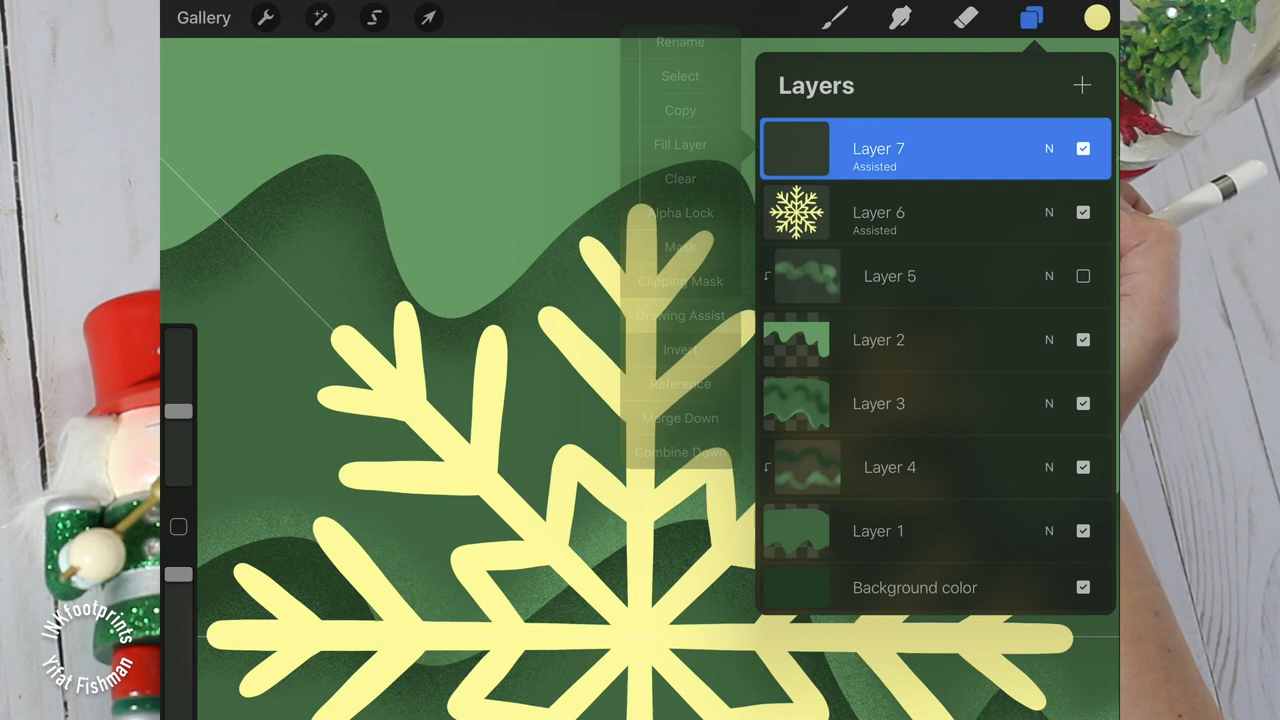 Gallery
Rename
Select
Copy
Fill Layer
Clear
Alpha Lock
Mask
Clipping Mask
Drawing Assist
Invert
Reference
Merge Down
Combine Down
Layers
Layer 7 N
Assisted
Layer 6 N
Assisted
Layer 5 N
Layer 2 N
Layer 3 N
Layer 4 N
Layer 1 N
Background color
INKfootprints
Yifat Fishman